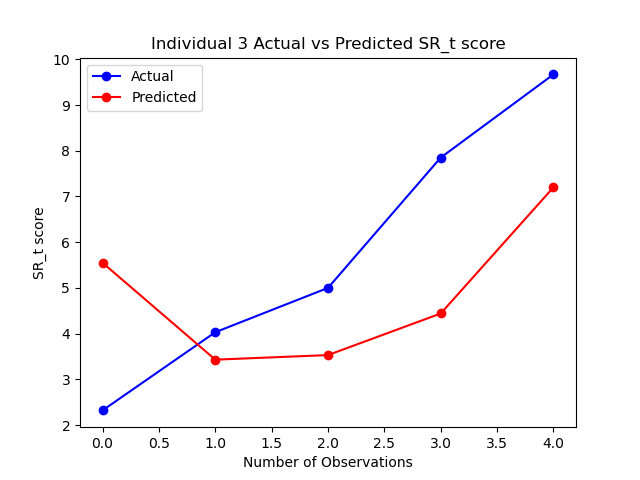 Individual 3 Actual vs Predicted SR_t score
Actual
Predicted
10
9
8
7
6
5
4
3
2
SR_t score
0.0 0.5 1.0 1.5 2.0 2.5 3.0 3.5 4.0
Number of Observations